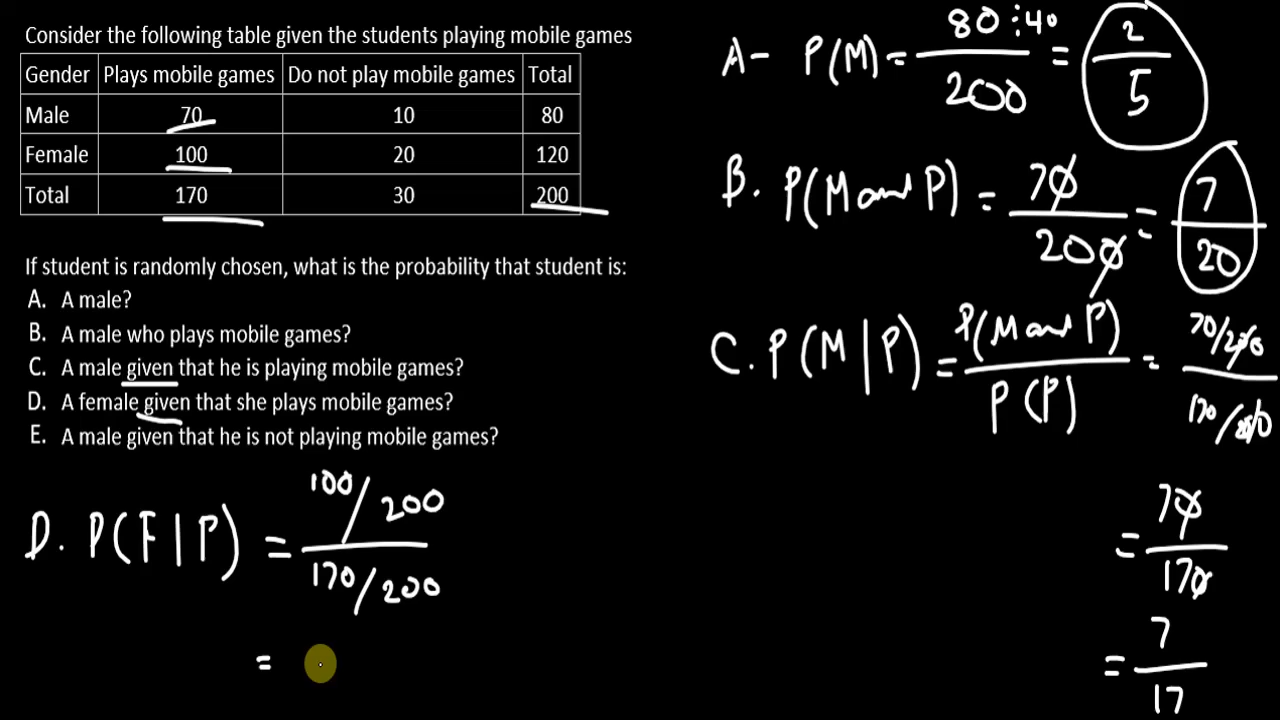 Consider the following table given the students playing mobile games
Gender Plays mobile games Do not play mobile games Total
Male 70 10 80
Female 100 20 120
Total 170 30 200
If student is randomly chosen, what is the probability that student is:
A. A male?
B. A male who plays mobile games?
C. A male given that he is playing mobile games?
D. A female given that she plays mobile games?
E. A male given that he is not playing mobile games?
D. P(F|P) = 100/200
170/200
=
A- P(M) = 80 :40 = 2
200 5
B. P(M and P) = 70 = 7
200 20
C. P(M|P) = P(M and P) = 70/200
P(P) 170/200
= 70
170
= 7
17